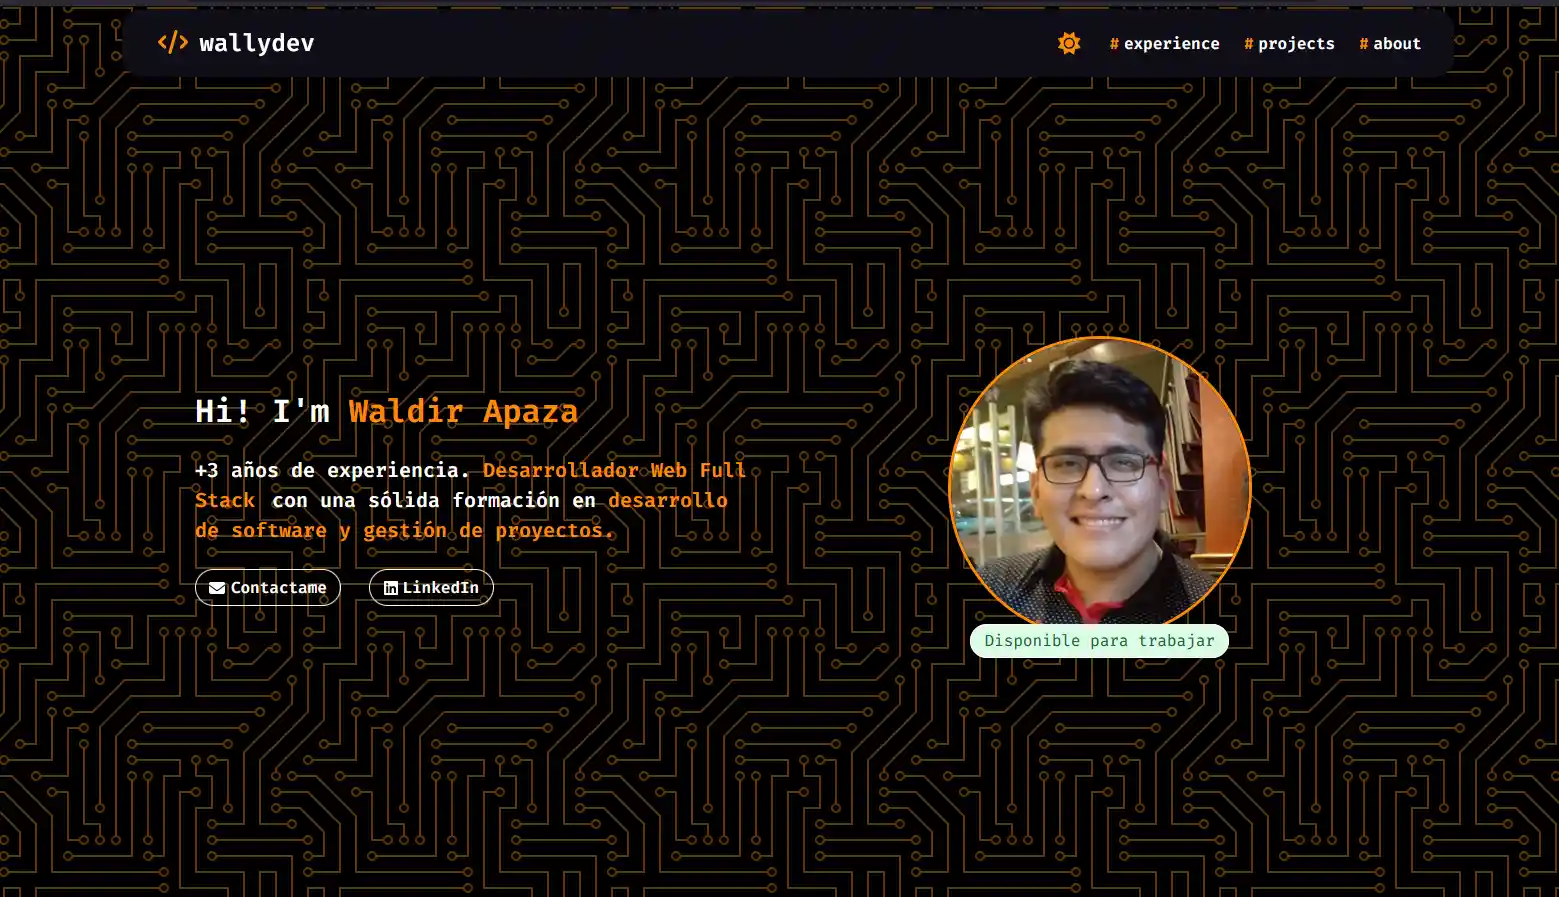 </> wallydev
# experience # projects # about
Hi! I'm Waldir Apaza
+3 años de experiencia. Desarrollador Web Full
Stack con una sólida formación en desarrollo
de software y gestión de proyectos.
Contactame LinkedIn
Disponible para trabajar